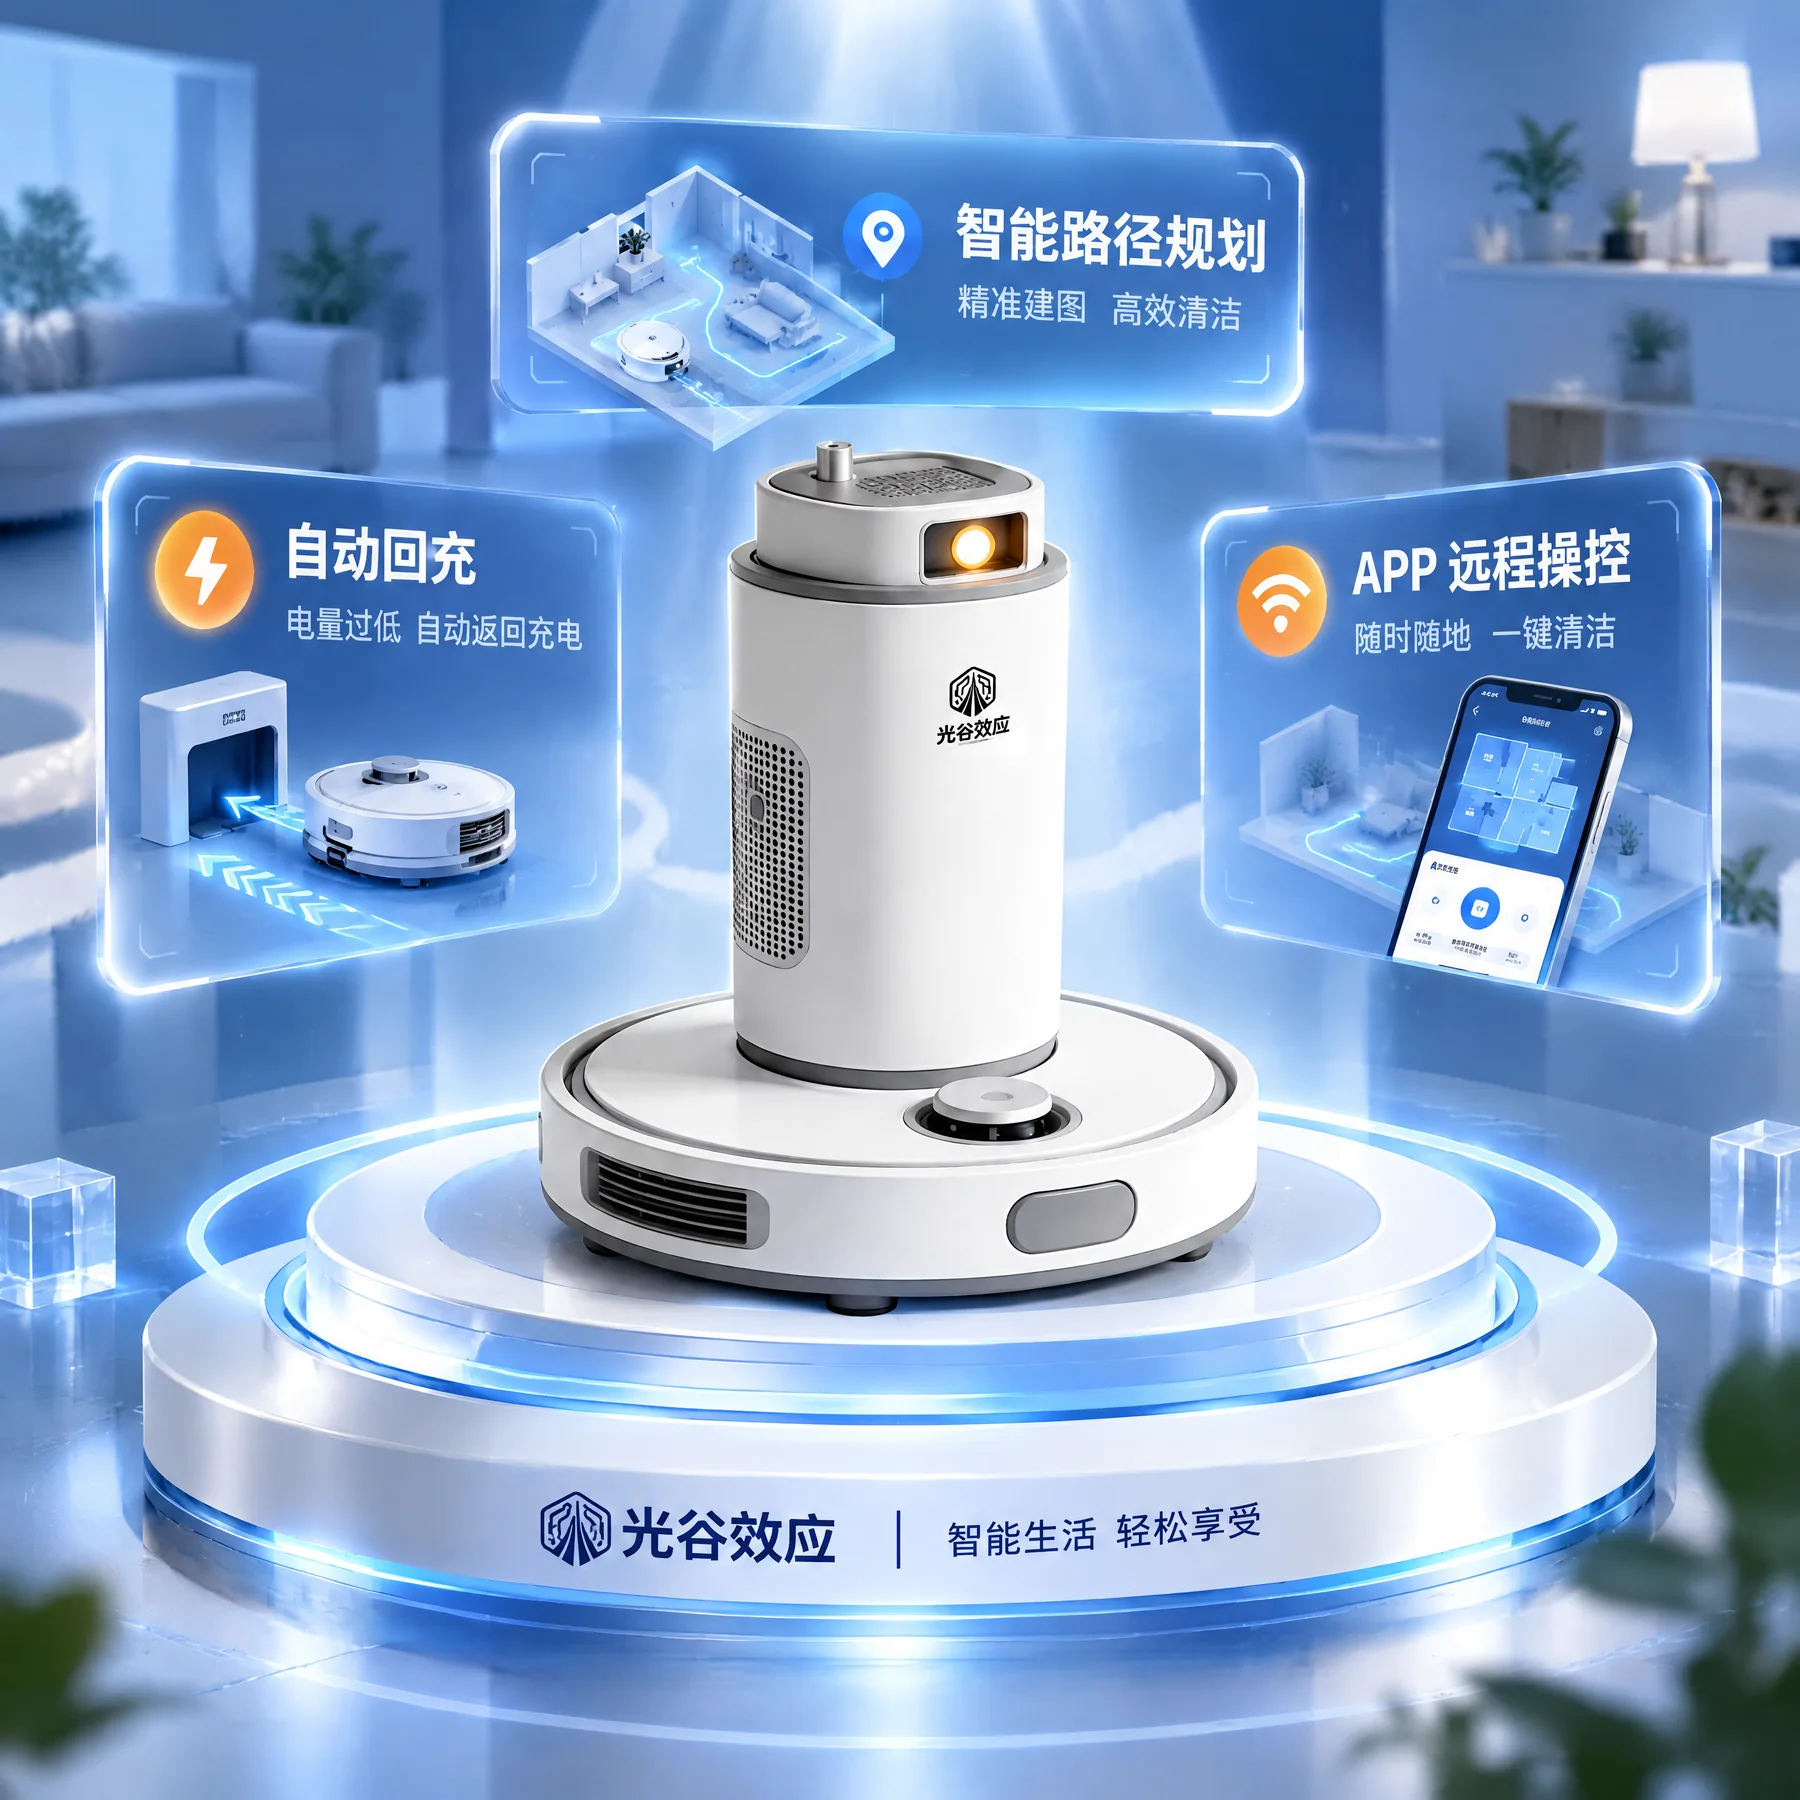 智能路径规划
精准建图 高效清洁
自动回充
电量过低 自动返回充电
APP 远程操控
随时随地 一键清洁
光谷效应
光谷效应 | 智能生活 轻松享受